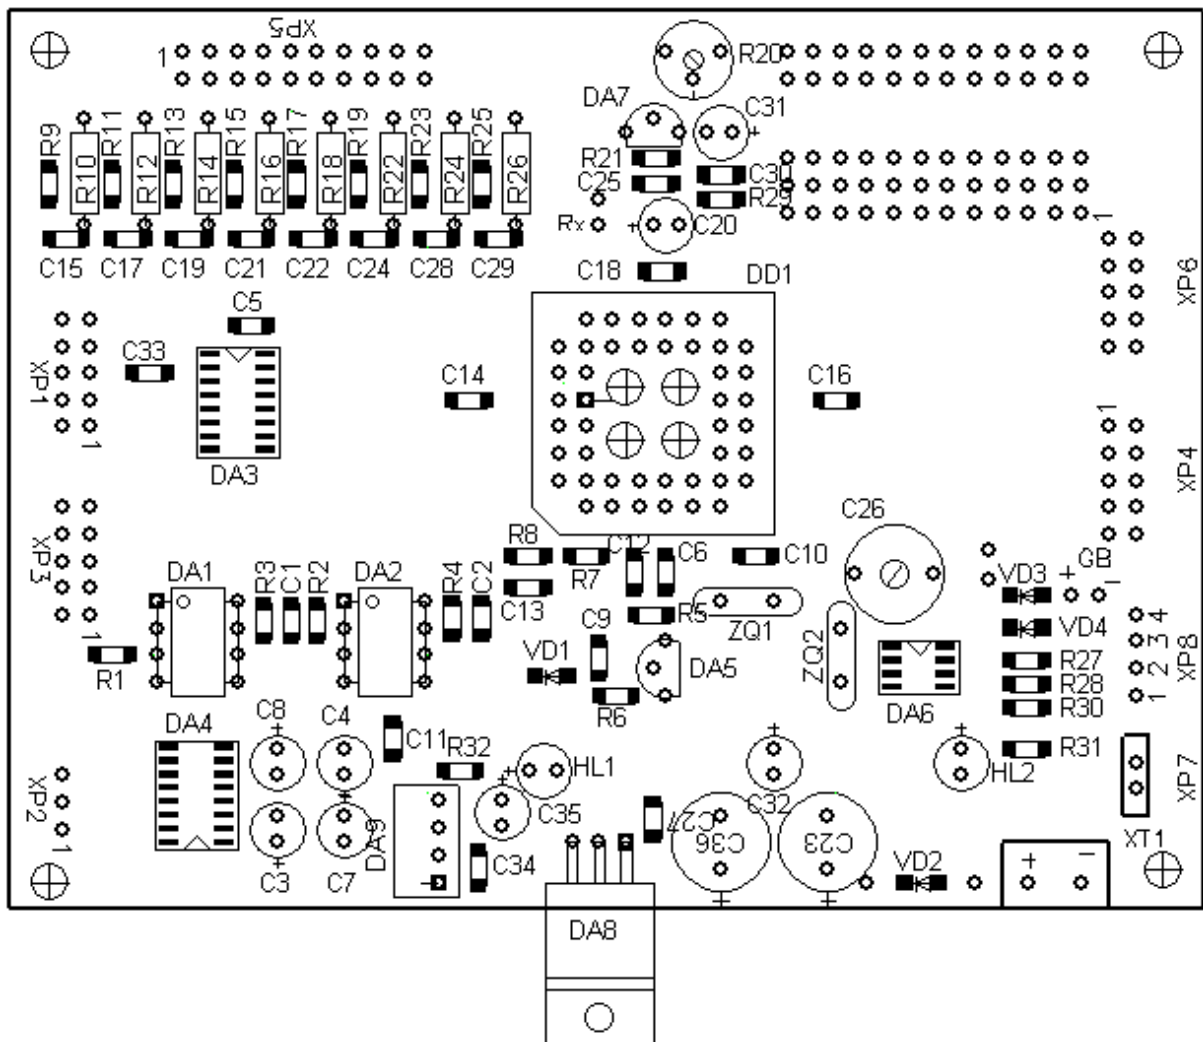 XP5
1
R20
DA7
C31
R9
R11
R13
R15
R17
R19
R23
R25
R10
R12
R14
R16
R18
R22
R24
R26
R21
C30
C25
R29
Rx
+
C20
+
+
C15
C17
C19
C21
C22
C24
C28
C29
C18
DD1
1
XP6
C5
C33
XP1
1
C14
C16
DA3
1
XP4
C26
XP3
1
DA1
R3
C1
R2
DA2
R4
C2
R8
R7
C13
C12
C6
C10
GB
+
−
VD3
R1
VD1
C9
R5
ZQ1
ZQ2
DA5
R6
VD4
4
3
2
1
XP8
R27
R28
R30
DA6
DA4
C8
+
C4
+
C11
R32
HL1
+
+
C35
C32
+
HL2
+
R31
XP7
XP2
1
C3
+
C7
+
DA9
C34
C27
C36
+
C23
+
VD2
XT1
+
−
DA8